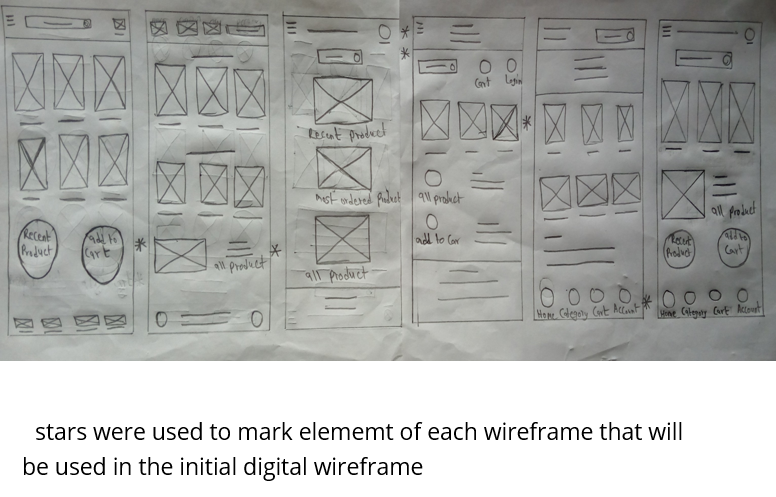 Recent
Product
add to
Cart
all product
Recent product
most ordered Product
all product
Cart
Login
all product
add to Car
Home Category Cart Account
all product
Recent
Product
add to
Cart
Home Category Cart Account
stars were used to mark elememt of each wireframe that will
be used in the initial digital wireframe